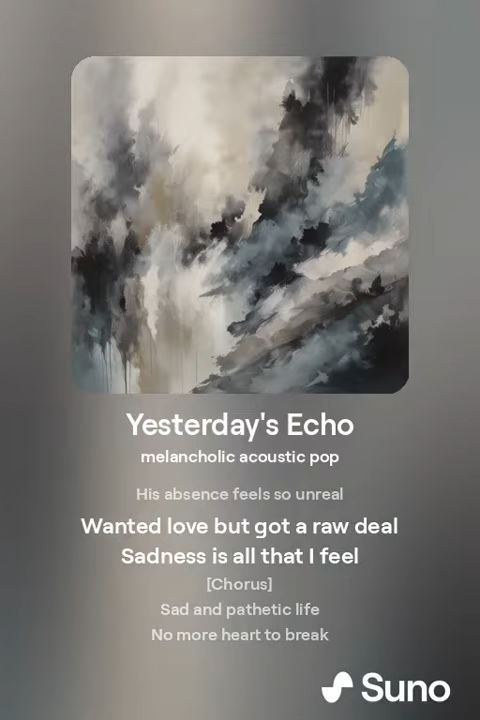 Yesterday's Echo
melancholic acoustic pop
His absence feels so unreal
Wanted love but got a raw deal
Sadness is all that I feel
[Chorus]
Sad and pathetic life
No more heart to break
Suno